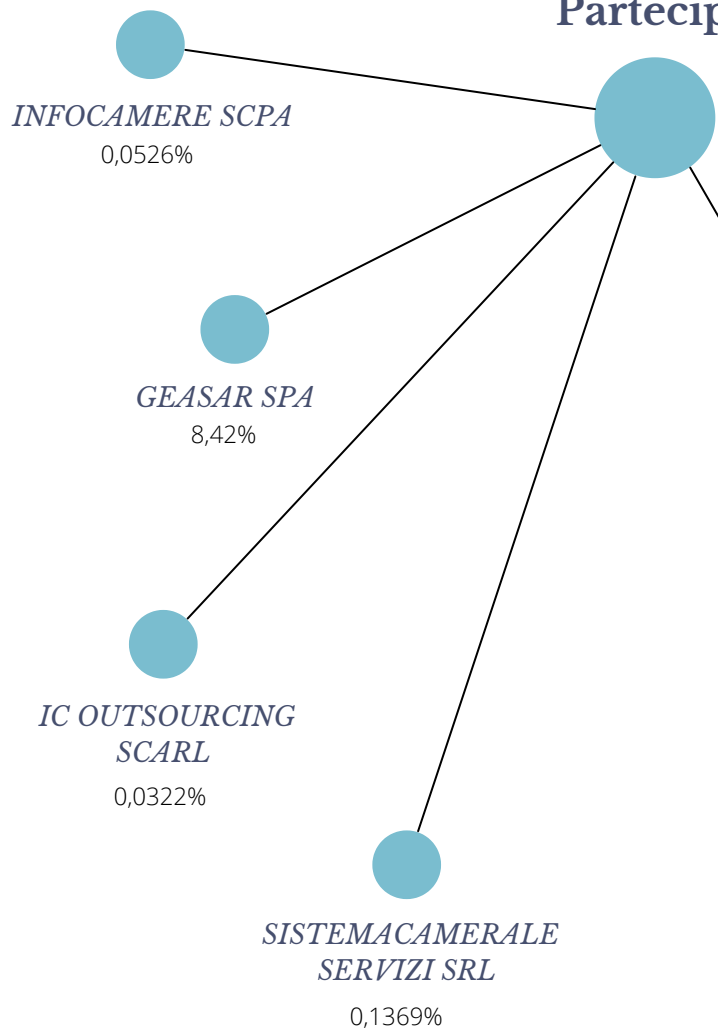 Partecip
INFOCAMERE SCPA
0,0526%
GEASAR SPA
8,42%
IC OUTSOURCING
SCARL
0,0322%
SISTEMACAMERALE
SERVIZI SRL
0,1369%